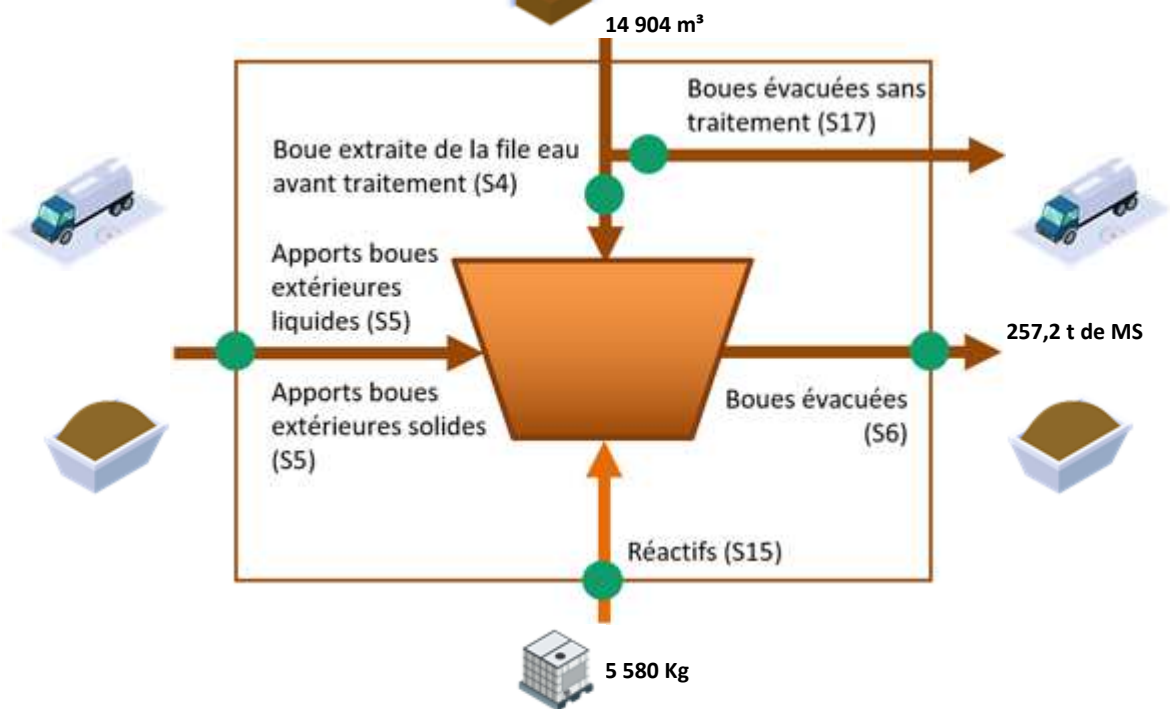 14 904 m³
Boues évacuées sans
traitement (S17)
Boue extraite de la file eau
avant traitement (S4)
Apports boues
extérieures
liquides (S5)
257,2 t de MS
Apports boues
extérieures solides
(S5)
Boues évacuées
(S6)
Réactifs (S15)
5 580 Kg